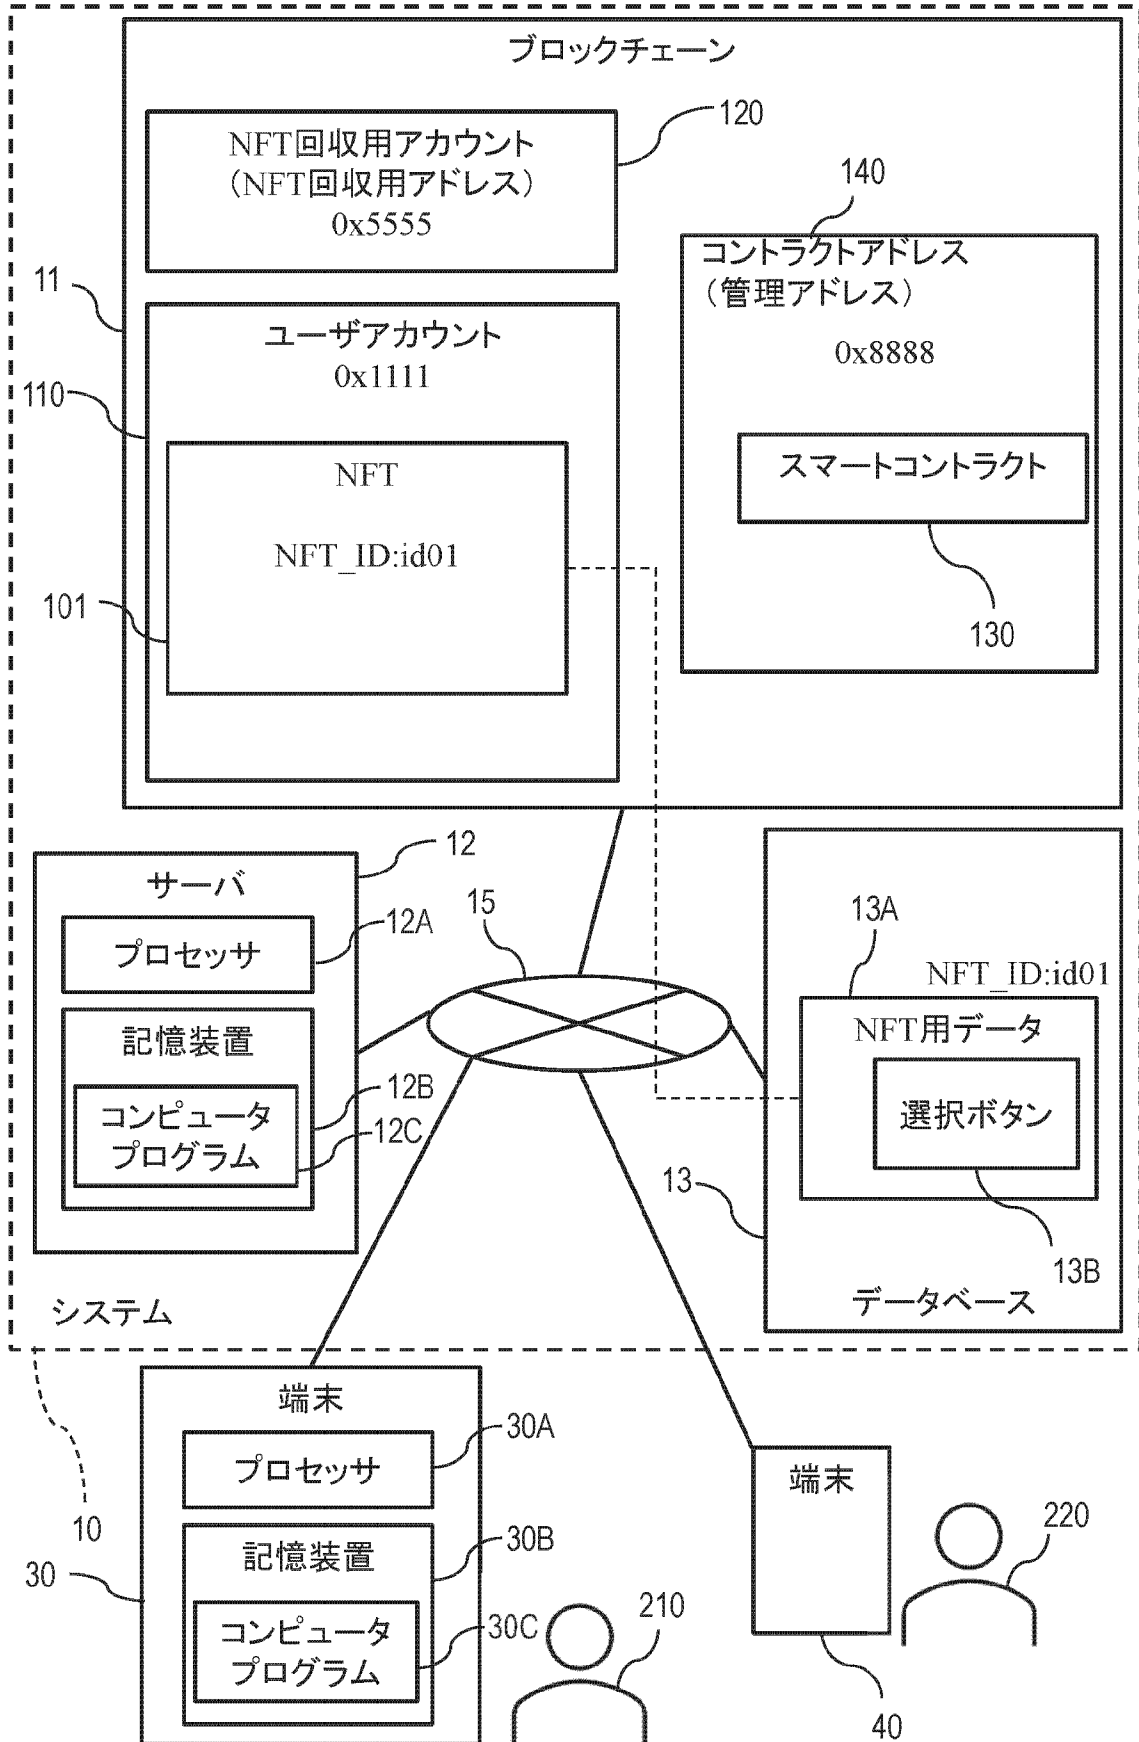 ブロックチェーン
120
NFT回収用アカウント
（NFT回収用アドレス）
0x5555
140
コントラクトアドレス
（管理アドレス）
0x8888
11
ユーザアカウント
0x1111
110
NFT
NFT_ID:id01
スマートコントラクト
101
130
12
サーバ
プロセッサ
12A
記憶装置
12B
コンピュータ
プログラム
12C
15
13A
NFT_ID:id01
NFT用データ
選択ボタン
13
13B
データベース
システム
10
端末
プロセッサ
30A
記憶装置
30B
30
コンピュータ
プログラム
30C
210
端末
220
40